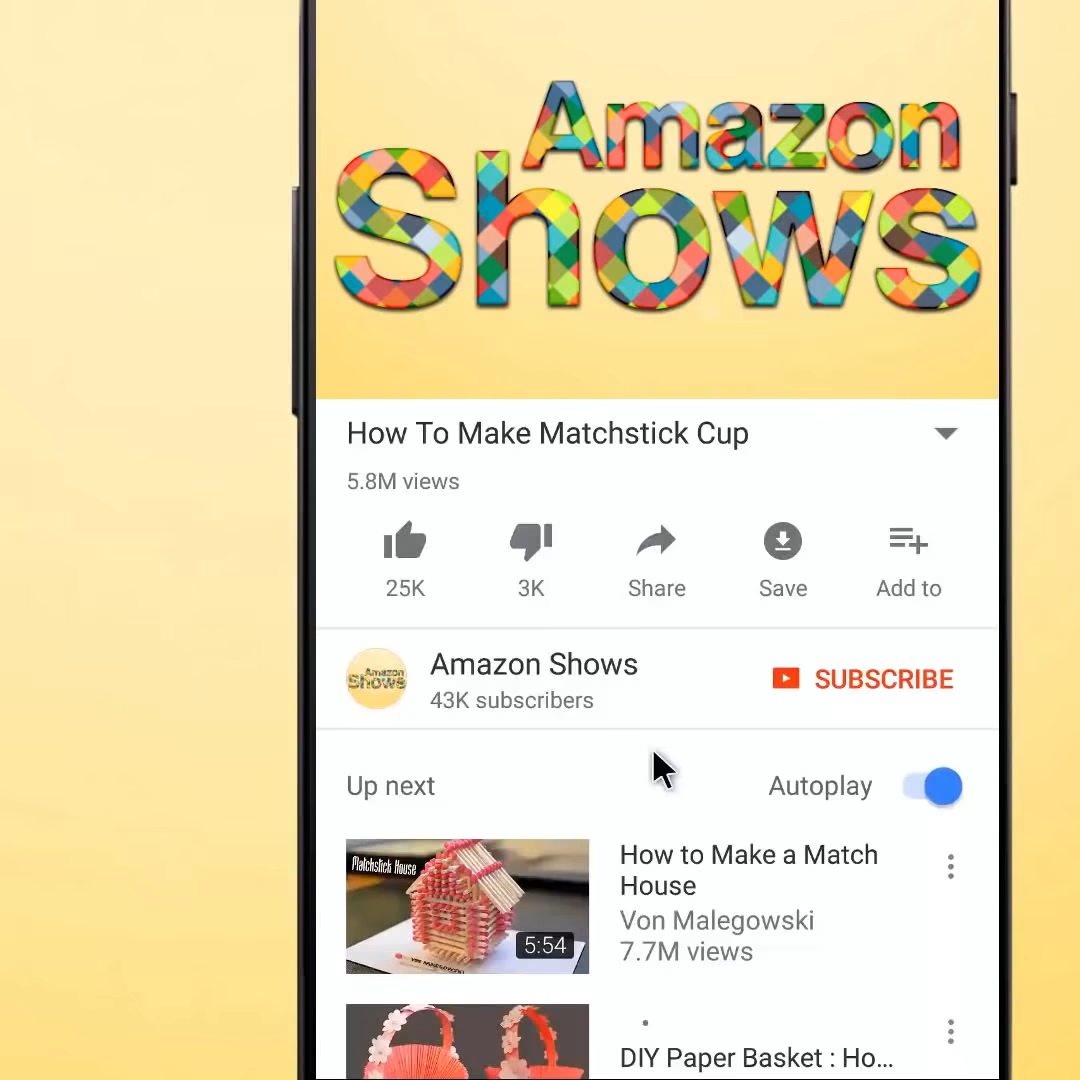 Amazon
Shows
How To Make Matchstick Cup
5.8M views
25K
3K
Share
Save
Add to
Amazon Shows
Amazon Shows
43K subscribers
SUBSCRIBE
Up next
Autoplay
Matchstick House
5:54
How to Make a Match
House
Von Malegowski
7.7M views
DIY Paper Basket : Ho...